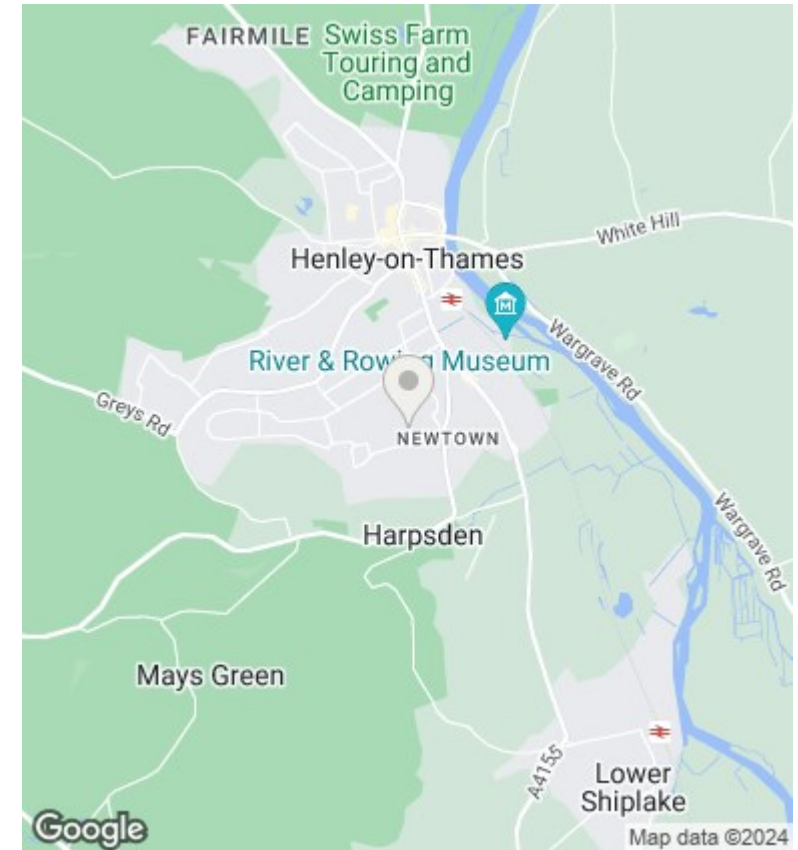 FAIRMILE
Swiss Farm
Touring and
Camping
White Hill
Henley-on-Thames
M
Wargrave Rd
River & Rowing Museum
Greys Rd
NEWTOWN
Harpsden
Wargrave Rd
Mays Green
A4155
Lower
Shiplake
Google
Map data ©2024